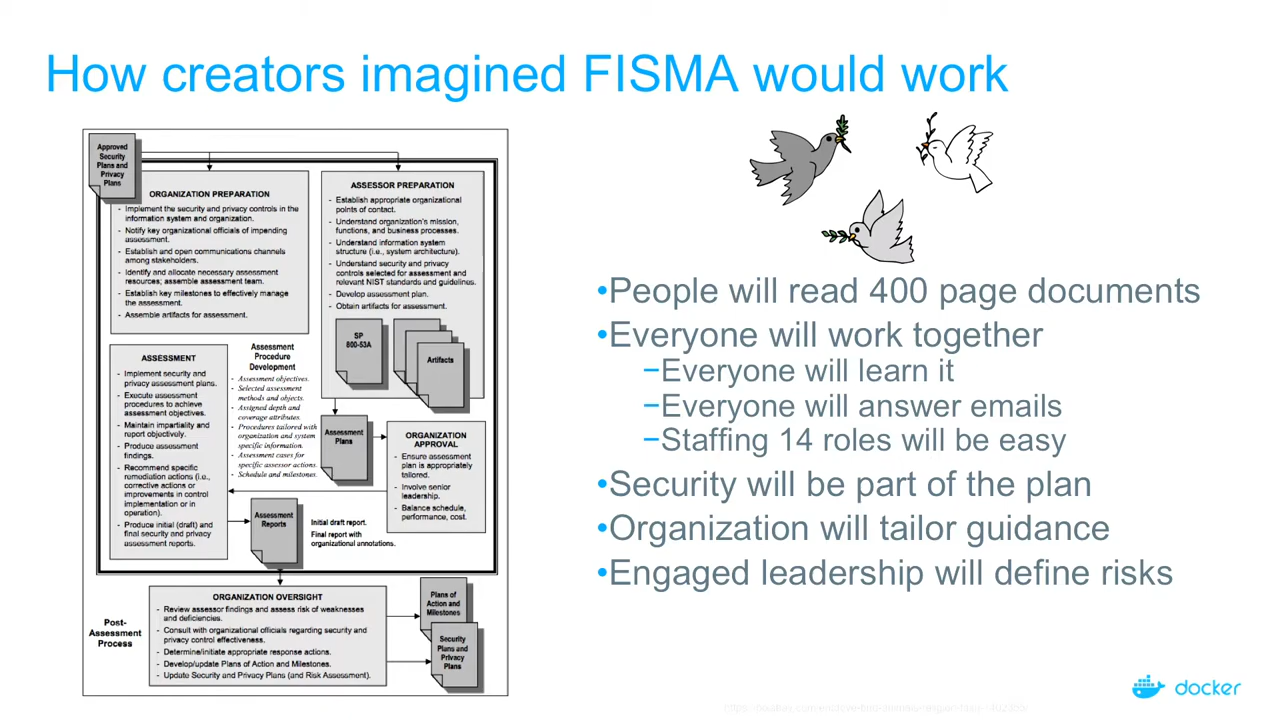 How creators imagined FISMA would work
Approved
Security
Plans and
Privacy
Plans
ORGANIZATION PREPARATION
- Implement the security and privacy controls in the
information system and organization.
- Notify key organizational officials of impending
assessment.
- Establish and open communications channels
among stakeholders.
- Identify and allocate necessary assessment
resources; assemble assessment team.
- Establish key milestones to effectively manage
the assessment.
- Assemble artifacts for assessment.
ASSESSOR PREPARATION
- Establish appropriate organizational
points of contact.
- Understand organization's mission,
functions, and business processes.
- Understand information system
structure (i.e., system architecture).
- Understand security and privacy
controls selected for assessment and
relevant NIST standards and guidelines.
- Develop assessment plan.
- Obtain artifacts for assessment.
SP
800-53A
Artifacts
ASSESSMENT
- Implement security and
privacy assessment plans.
- Execute assessment
procedures to achieve
assessment objectives.
- Maintain impartiality and
report objectively.
- Produce assessment
findings.
- Recommend specific
remediation actions (i.e.,
corrective actions or
improvements in control
implementation or in
operation).
- Produce initial (draft) and
final security and privacy
assessment reports.
Assessment
Procedure
Development
- Assessment objectives.
- Selected assessment
methods and objects.
- Assigned depth and
coverage attributes.
- Procedures tailored with
organization and system
specific information.
- Assessment cases for
specific assessor actions.
- Schedule and milestones.
Assessment
Plans
ORGANIZATION
APPROVAL
- Ensure assessment
plan is appropriately
tailored.
- Involve senior
leadership.
- Balance schedule,
performance, cost.
Assessment
Reports
Initial draft report.
Final report with
organizational annotations.
Post-
Assessment
Process
ORGANIZATION OVERSIGHT
- Review assessor findings and assess risk of weaknesses
and deficiencies.
- Consult with organizational officials regarding security and
privacy control effectiveness.
- Determine/initiate appropriate response actions.
- Develop/update Plans of Action and Milestones.
- Update Security and Privacy Plans (and Risk Assessment).
Plans of
Action and
Milestones
Security
Plans and
Privacy
Plans
•People will read 400 page documents
•Everyone will work together
−Everyone will learn it
−Everyone will answer emails
−Staffing 14 roles will be easy
•Security will be part of the plan
•Organization will tailor guidance
•Engaged leadership will define risks
docker